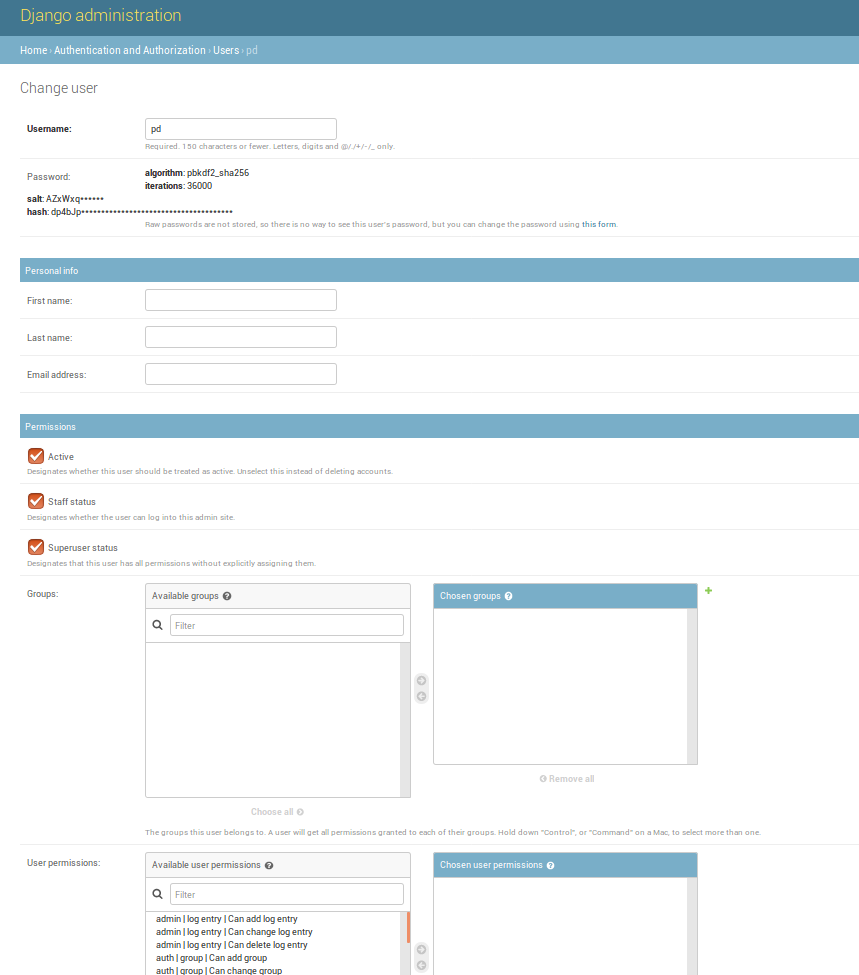 Django administration
Home › Authentication and Authorization › Users › pd
Change user
Username: pd
Required. 150 characters or fewer. Letters, digits and @/./+/-/_ only.
Password: algorithm: pbkdf2_sha256
iterations: 36000
salt: AZxWxq******
hash: dp4bJp**************************************
Raw passwords are not stored, so there is no way to see this user's password, but you can change the password using this form.
Personal info
First name:
Last name:
Email address:
Permissions
Active
Designates whether this user should be treated as active. Unselect this instead of deleting accounts.
Staff status
Designates whether the user can log into this admin site.
Superuser status
Designates that this user has all permissions without explicitly assigning them.
Groups: Available groups ? Chosen groups ?
Filter
Remove all
Choose all
The groups this user belongs to. A user will get all permissions granted to each of their groups. Hold down "Control", or "Command" on a Mac, to select more than one.
User permissions: Available user permissions ? Chosen user permissions ?
Filter
admin | log entry | Can add log entry
admin | log entry | Can change log entry
admin | log entry | Can delete log entry
auth | group | Can add group
auth | group | Can change group